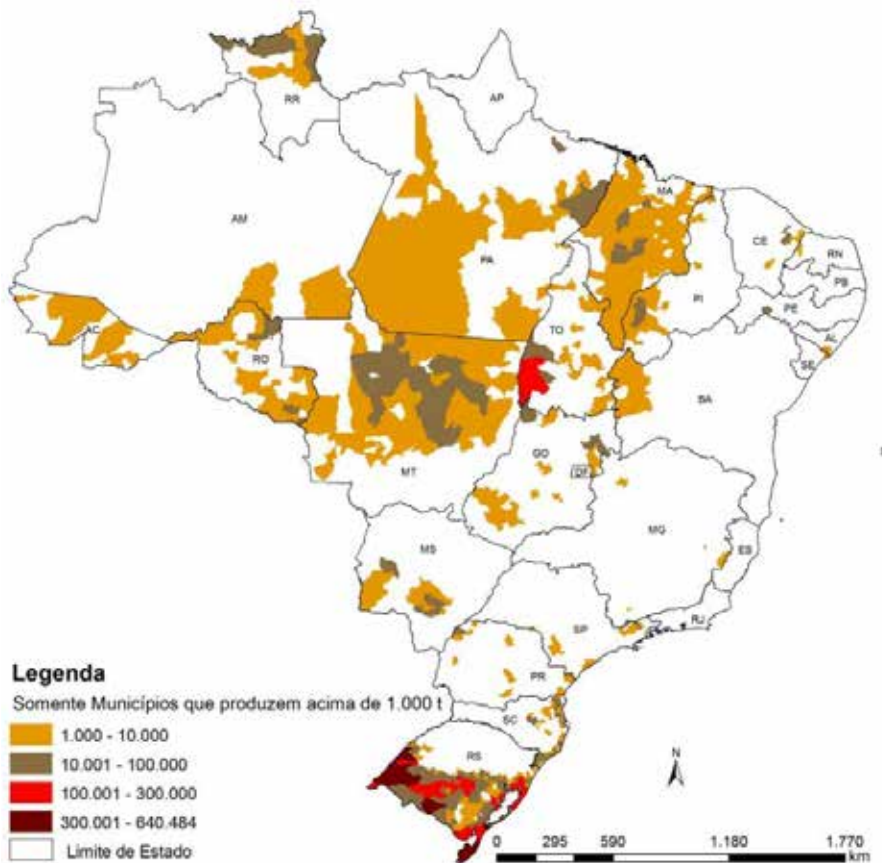 RR
AP
AM
PA
MA
CE
RN
PB
PE
AL
SE
PI
TO
AC
RO
BA
MT
GO
DF
MG
ES
MS
SP
RJ
PR
SC
RS
N
Legenda
Somente Municípios que produzem acima de 1.000 t
1.000 - 10.000
10.001 - 100.000
100.001 - 300.000
300.001 - 640.484
Limite de Estado
0 295 590 1.180 1.770
km